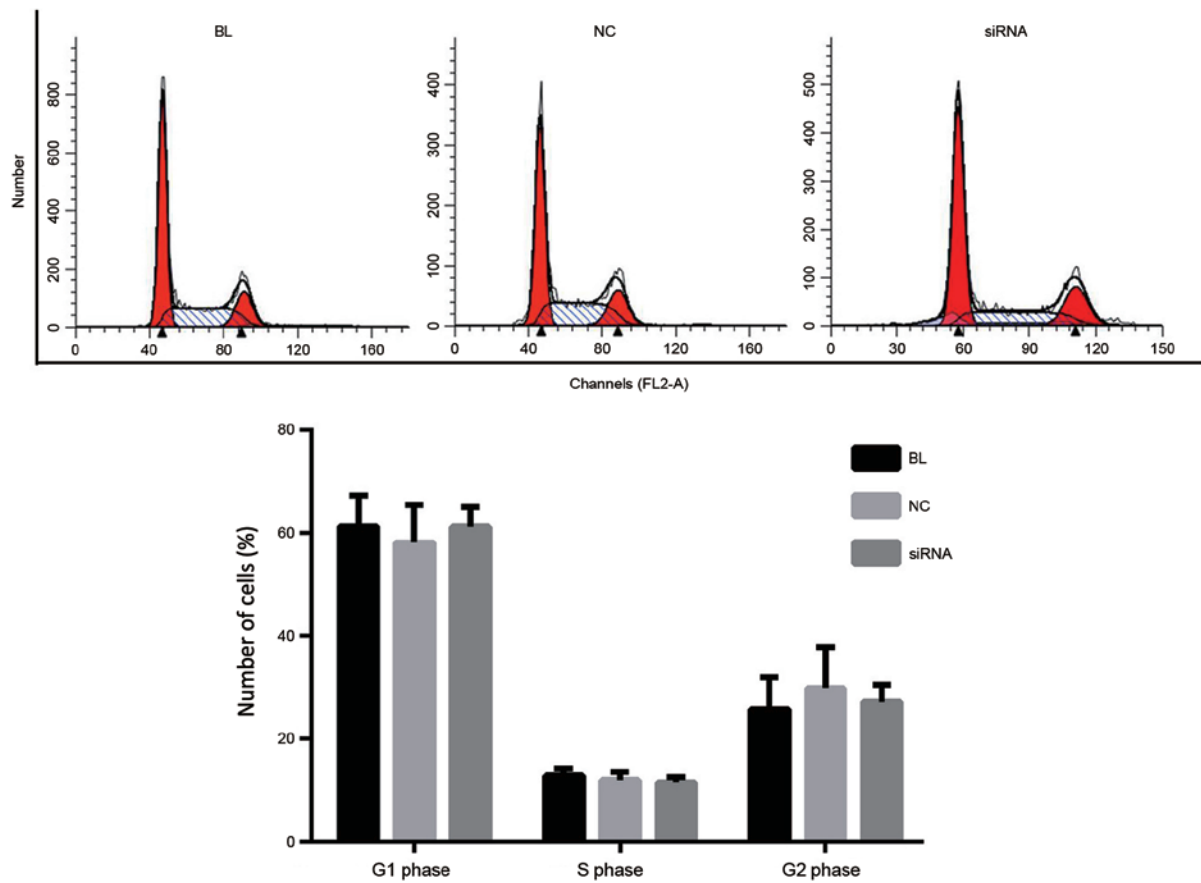 BL
NC
siRNA
Number
800
600
400
200
0
0 40 80 120 160
400
300
200
100
0
0 40 80 120 160
500
400
300
200
100
0
0 30 60 90 120 150
Channels (FL2-A)
Number of cells (%)
80
60
40
20
0
G1 phase
S phase
G2 phase
BL
NC
siRNA